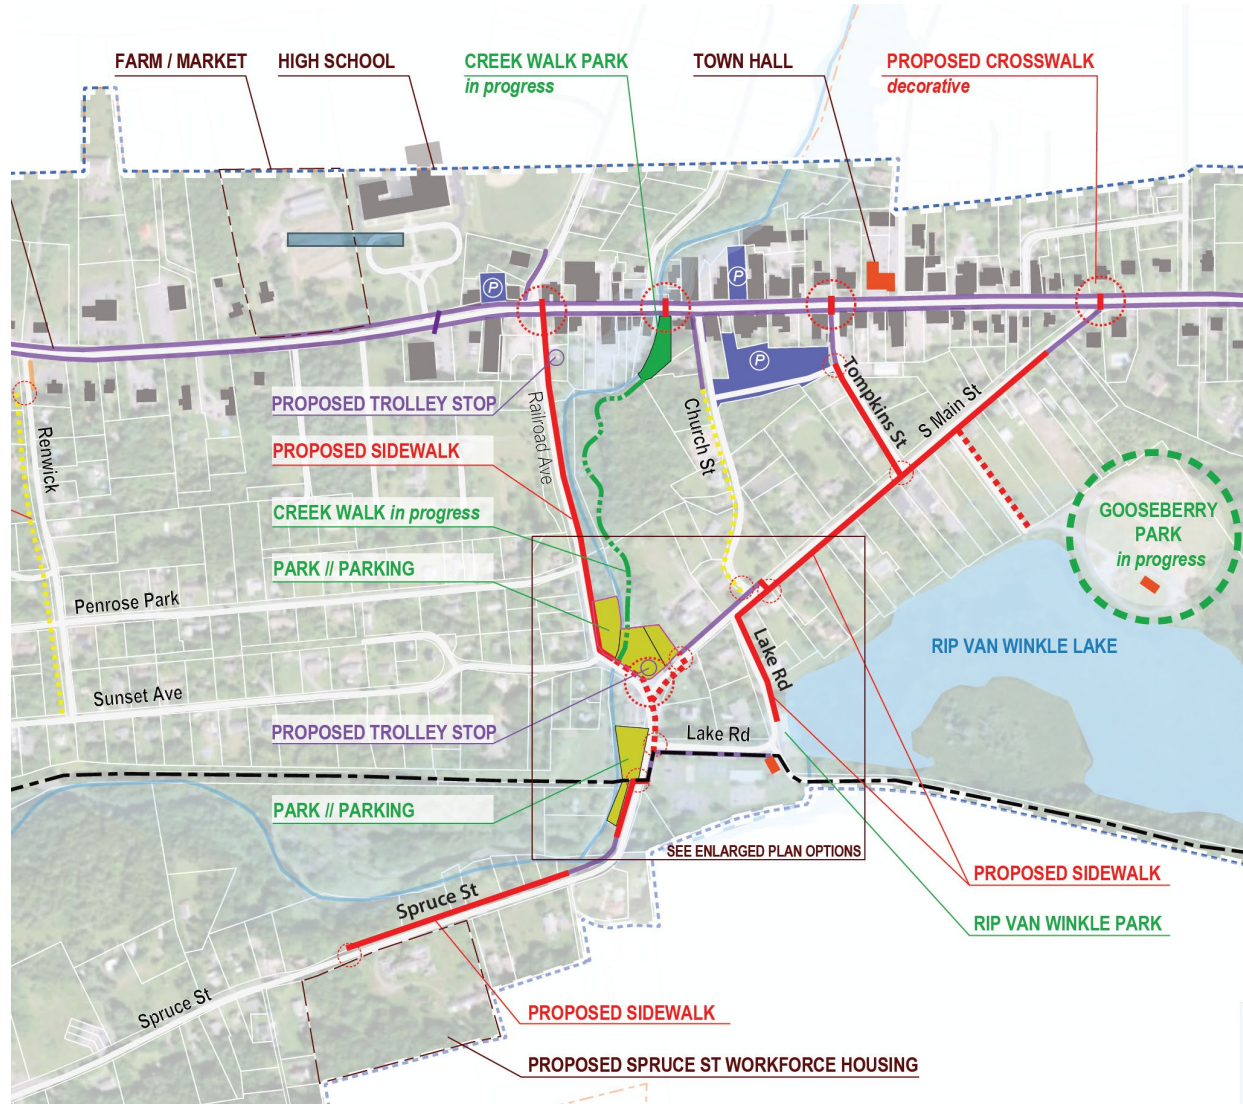 FARM / MARKET
HIGH SCHOOL
CREEK WALK PARK
in progress
TOWN HALL
PROPOSED CROSSWALK
decorative
P
P
P
PROPOSED TROLLEY STOP
Railroad Ave
Church St
Tompkins St
S Main St
Renwick
PROPOSED SIDEWALK
CREEK WALK in progress
PARK // PARKING
GOOSEBERRY
PARK
in progress
Penrose Park
RIP VAN WINKLE LAKE
Lake Rd
Sunset Ave
PROPOSED TROLLEY STOP
Lake Rd
PARK // PARKING
SEE ENLARGED PLAN OPTIONS
PROPOSED SIDEWALK
Spruce St
RIP VAN WINKLE PARK
Spruce St
PROPOSED SIDEWALK
PROPOSED SPRUCE ST WORKFORCE HOUSING